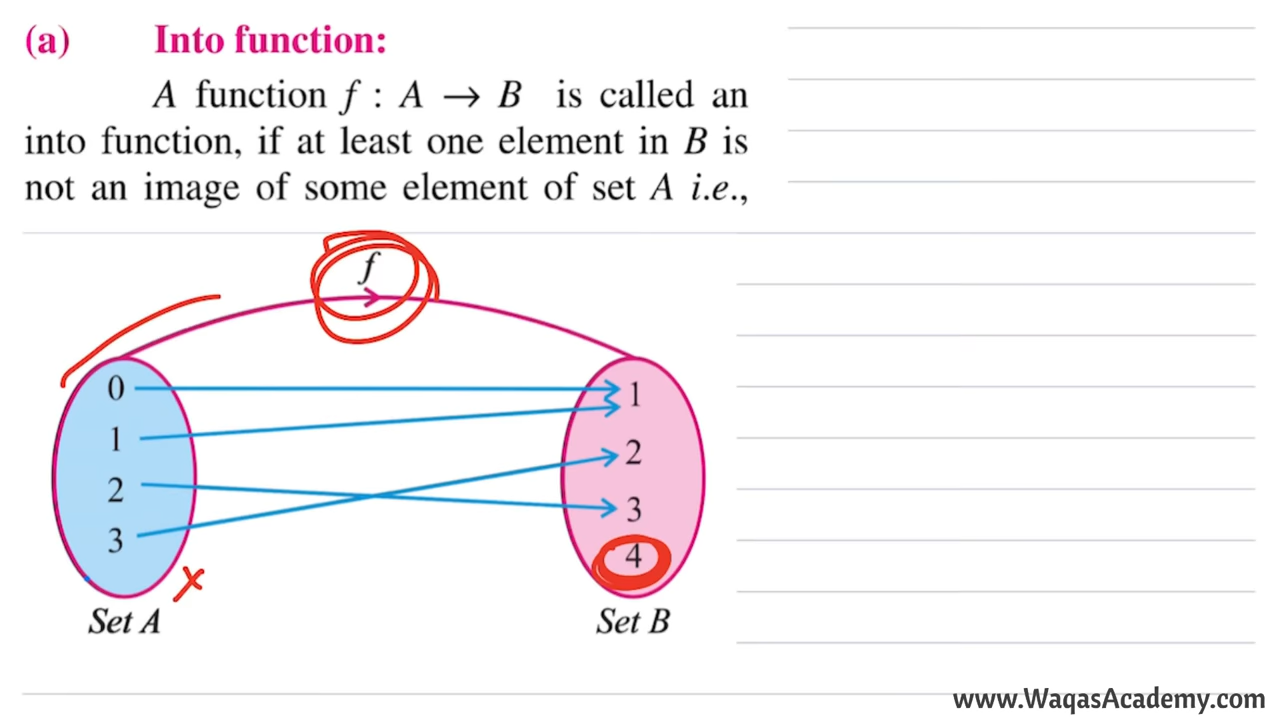 (a) Into function:
A function f : A → B is called an
into function, if at least one element in B is
not an image of some element of set A i.e.,
f
0 1
1 2
2 3
3 4
x
Set A Set B
www.WaqasAcademy.com